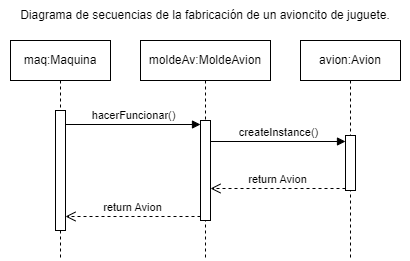 Diagrama de secuencias de la fabricación de un avioncito de juguete.
maq:Maquina
moldeAv:MoldeAvion
avion:Avion
hacerFuncionar()
createInstance()
return Avion
return Avion